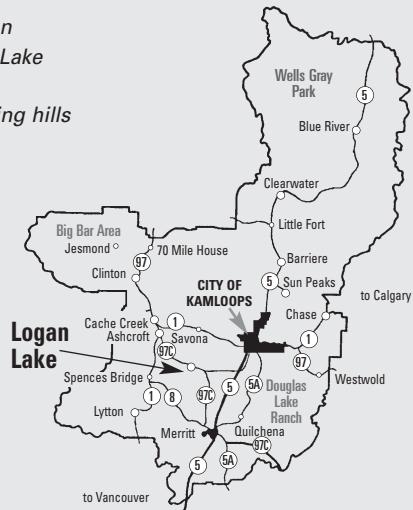 n
Lake
ing hills
Wells Gray
Park
5
Blue River
Clearwater
Little Fort
Big Bar Area
Jesmond
70 Mile House
97
Clinton
Barriere
5
Sun Peaks
CITY OF
KAMLOOPS
to Calgary
Chase
Cache Creek
1
Ashcroft
Savona
97C
1
97
Logan
Lake
Westwold
Spences Bridge
5
5A
Douglas
Lake
Ranch
1
8
97C
Lytton
Merritt
Quilchena
97C
5
5A
to Vancouver